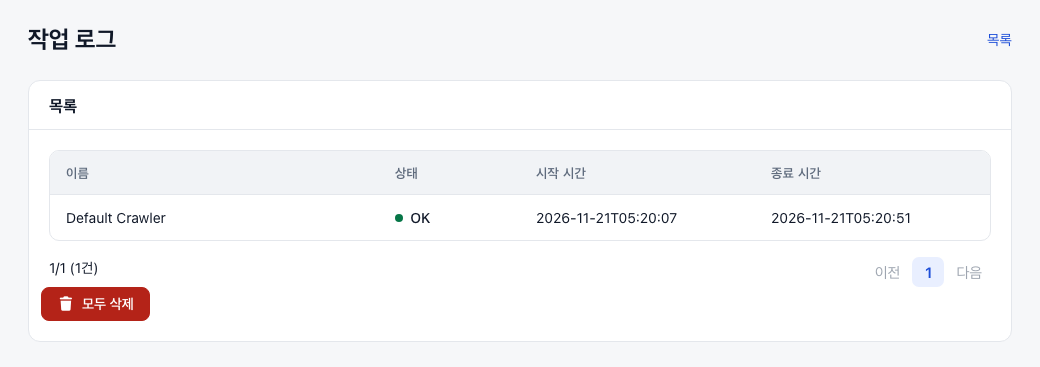 작업 로그
목록
목록
이름 상태 시작 시간 종료 시간
Default Crawler OK 2026-11-21T05:20:07 2026-11-21T05:20:51
1/1 (1건)
이전 1 다음
모두 삭제